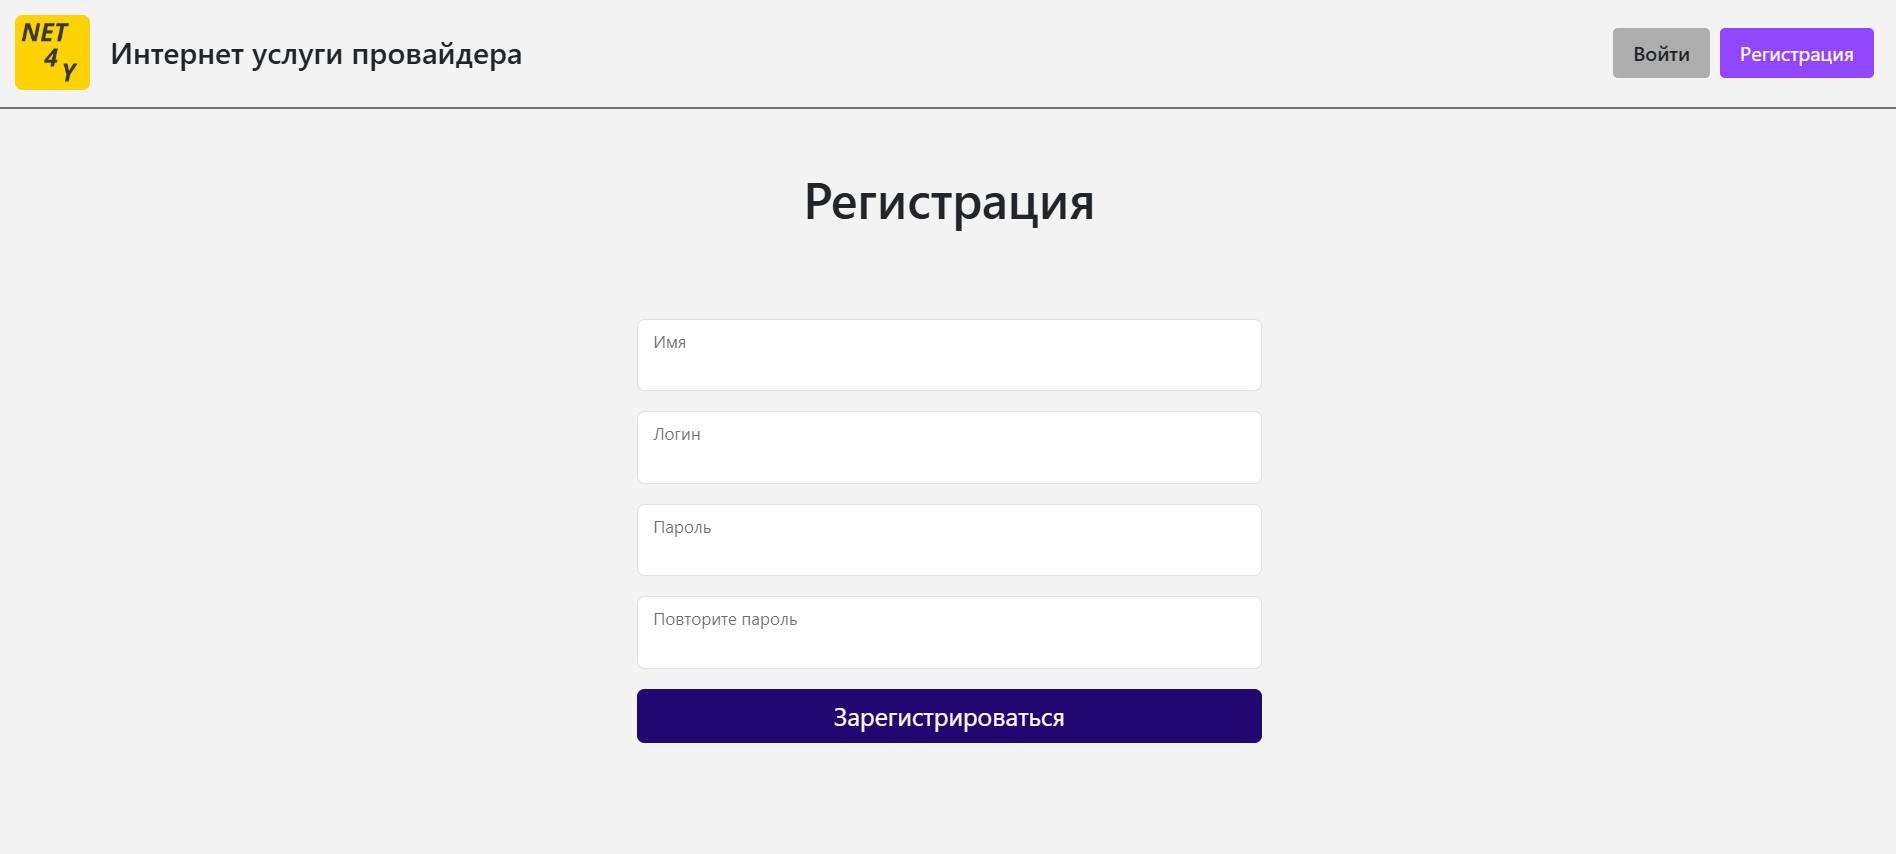 NET
4
Y
Интернет услуги провайдера
Войти
Регистрация
Регистрация
Имя
Логин
Пароль
Повторите пароль
Зарегистрироваться